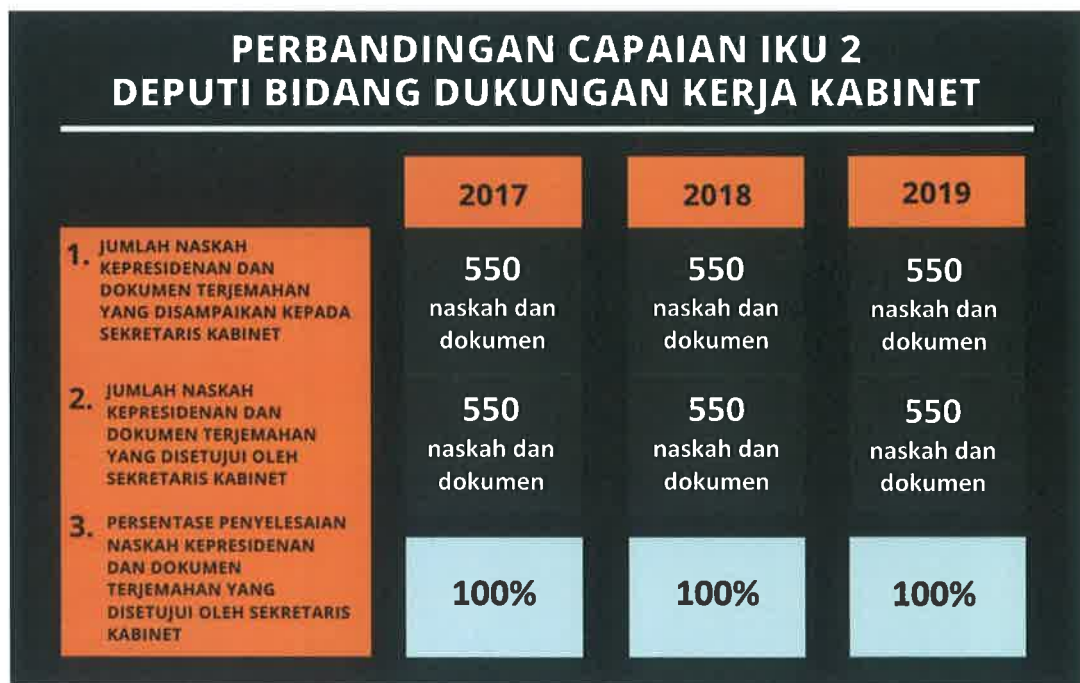 PERBANDINGAN CAPAIAN IKU 2
DEPUTI BIDANG DUKUNGAN KERJA KABINET
2017 2018 2019
1. JUMLAH NASKAH
KEPRESIDENAN DAN
DOKUMEN TERJEMAHAN
YANG DISAMPAIKAN KEPADA
SEKRETARIS KABINET
550
naskah dan
dokumen
550
naskah dan
dokumen
550
naskah dan
dokumen
2. JUMLAH NASKAH
KEPRESIDENAN DAN
DOKUMEN TERJEMAHAN
YANG DISETUJUI OLEH
SEKRETARIS KABINET
550
naskah dan
dokumen
550
naskah dan
dokumen
550
naskah dan
dokumen
3. PERSENTASE PENYELESAIAN
NASKAH KEPRESIDENAN
DAN DOKUMEN
TERJEMAHAN YANG
DISETUJUI OLEH SEKRETARIS
KABINET
100% 100% 100%